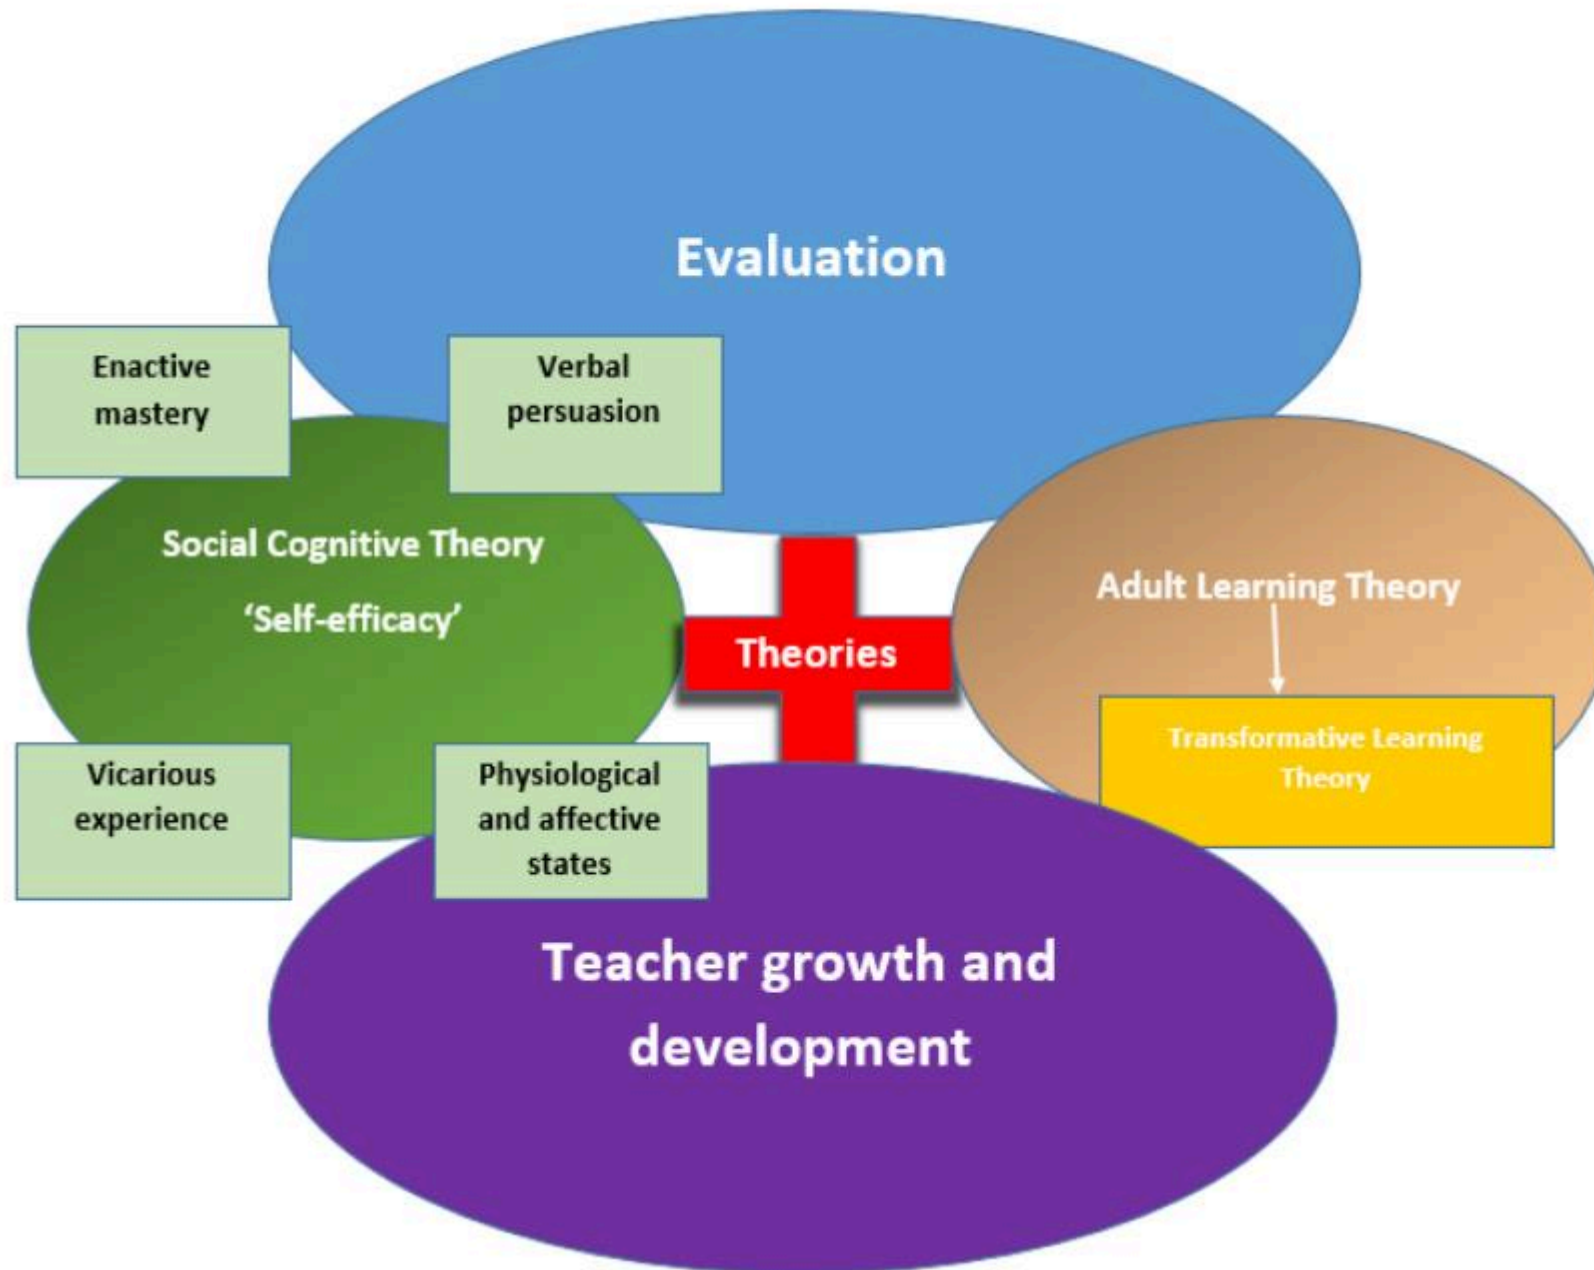 Evaluation
Enactive
mastery
Verbal
persuasion
Social Cognitive Theory
‘Self-efficacy’
Theories
Adult Learning Theory
Transformative Learning
Theory
Vicarious
experience
Physiological
and affective
states
Teacher growth and
development